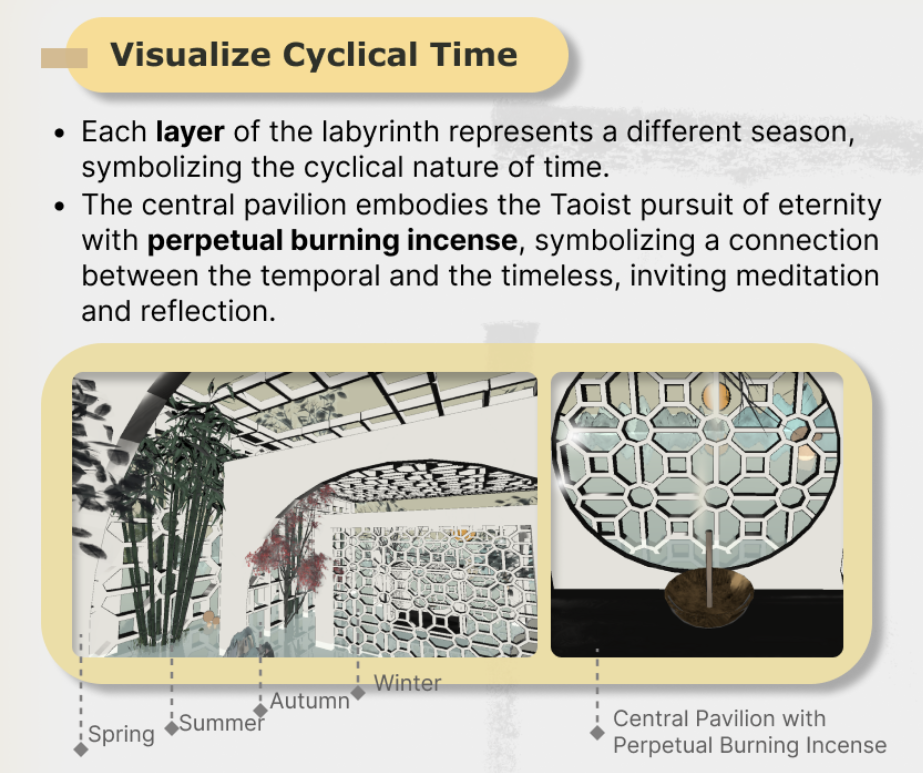 Visualize Cyclical Time
• Each layer of the labyrinth represents a different season,
symbolizing the cyclical nature of time.
• The central pavilion embodies the Taoist pursuit of eternity
with perpetual burning incense, symbolizing a connection
between the temporal and the timeless, inviting meditation
and reflection.
Spring
Summer
Autumn
Winter
Central Pavilion with
Perpetual Burning Incense